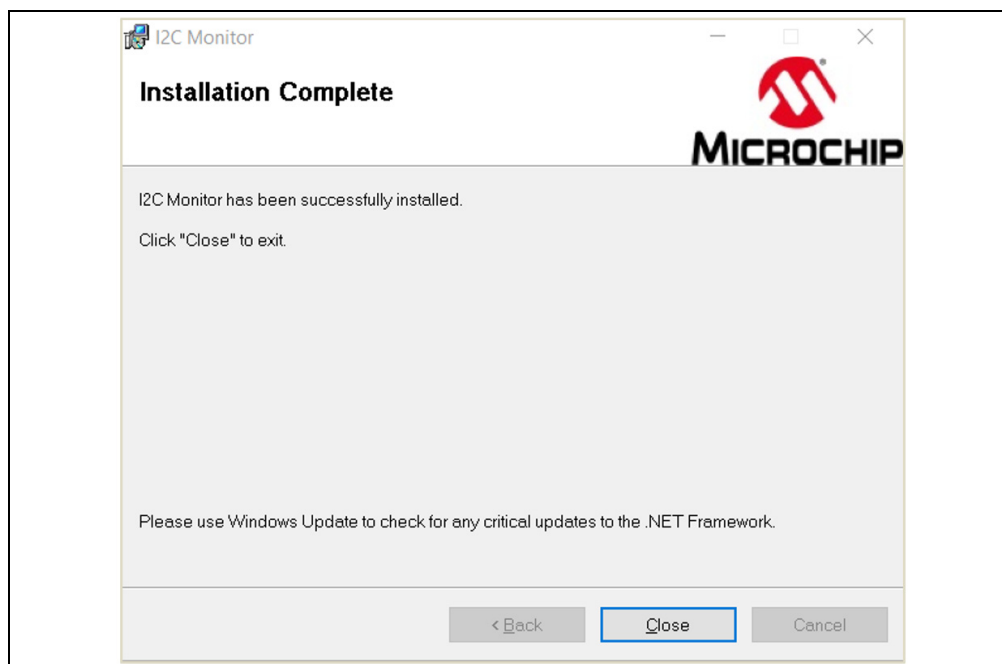 I2C Monitor
Installation Complete
MICROCHIP
I2C Monitor has been successfully installed.
Click "Close" to exit.
Please use Windows Update to check for any critical updates to the .NET Framework.
< Back
Close
Cancel